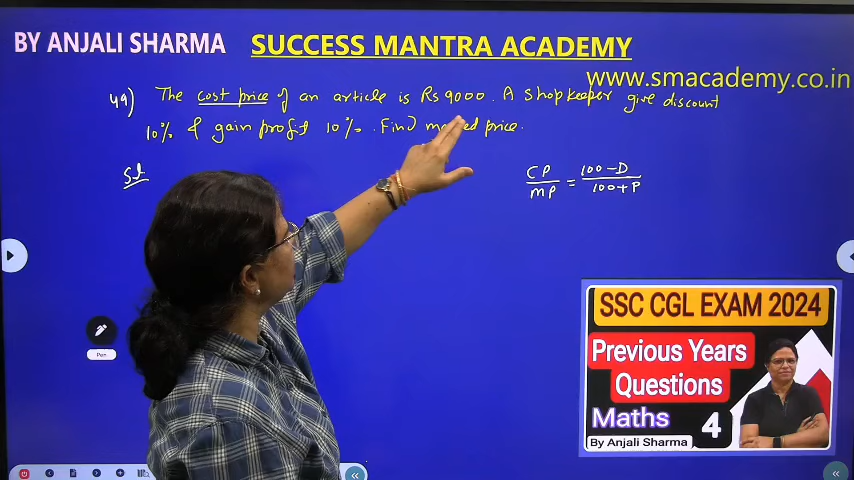 BY ANJALI SHARMA
SUCCESS MANTRA ACADEMY
www.smacademy.co.in
49) The cost price of an article is Rs 9000. A shopkeeper give discount
10% & gain profit 10%. Find marked price.
Sol
CP/MP = 100-D/100+P
SSC CGL EXAM 2024
Previous Years
Questions
Maths 4
By Anjali Sharma
Pen